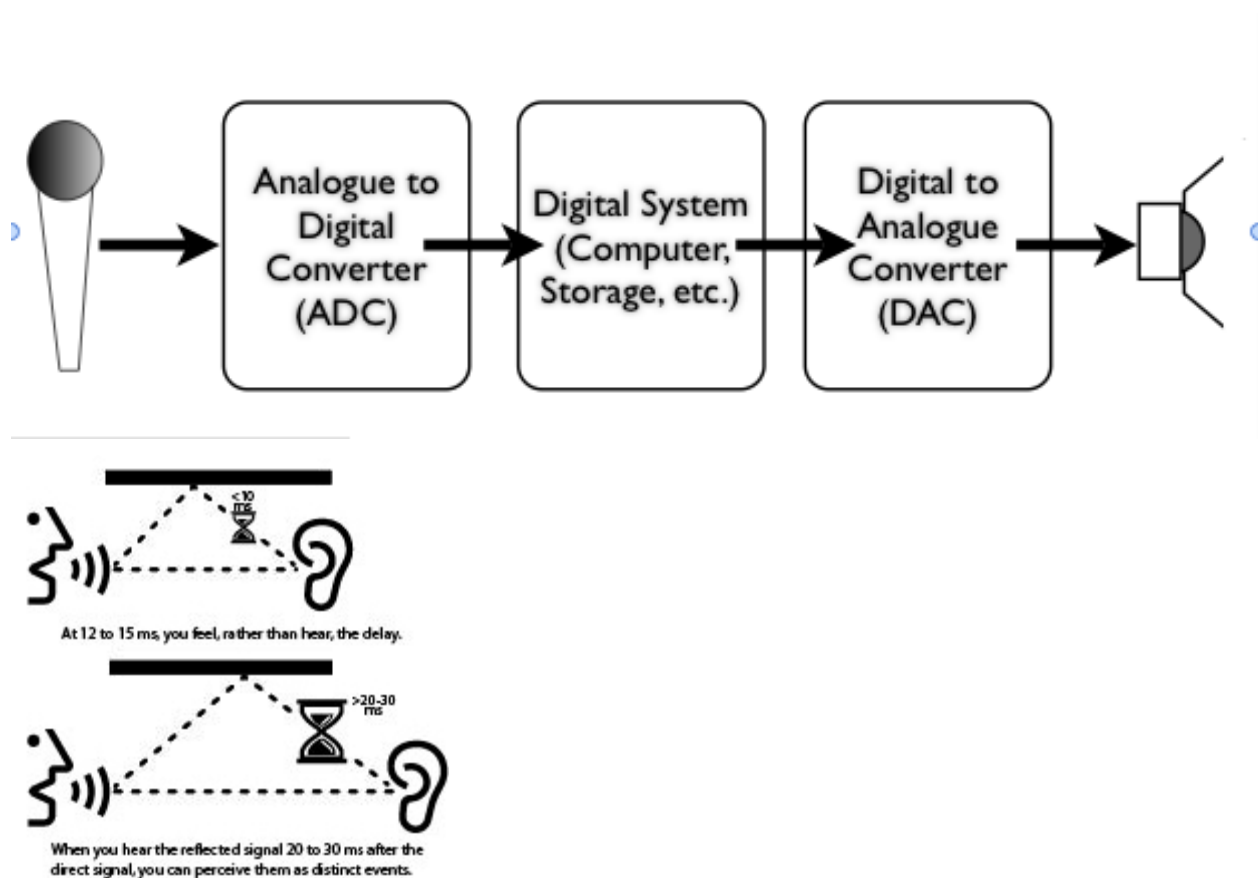 Analogue to
Digital
Converter
(ADC)
Digital System
(Computer,
Storage, etc.)
Digital to
Analogue
Converter
(DAC)
<10
ms
At 12 to 15 ms, you feel, rather than hear, the delay.
>20-30
ms
When you hear the reflected signal 20 to 30 ms after the
direct signal, you can perceive them as distinct events.